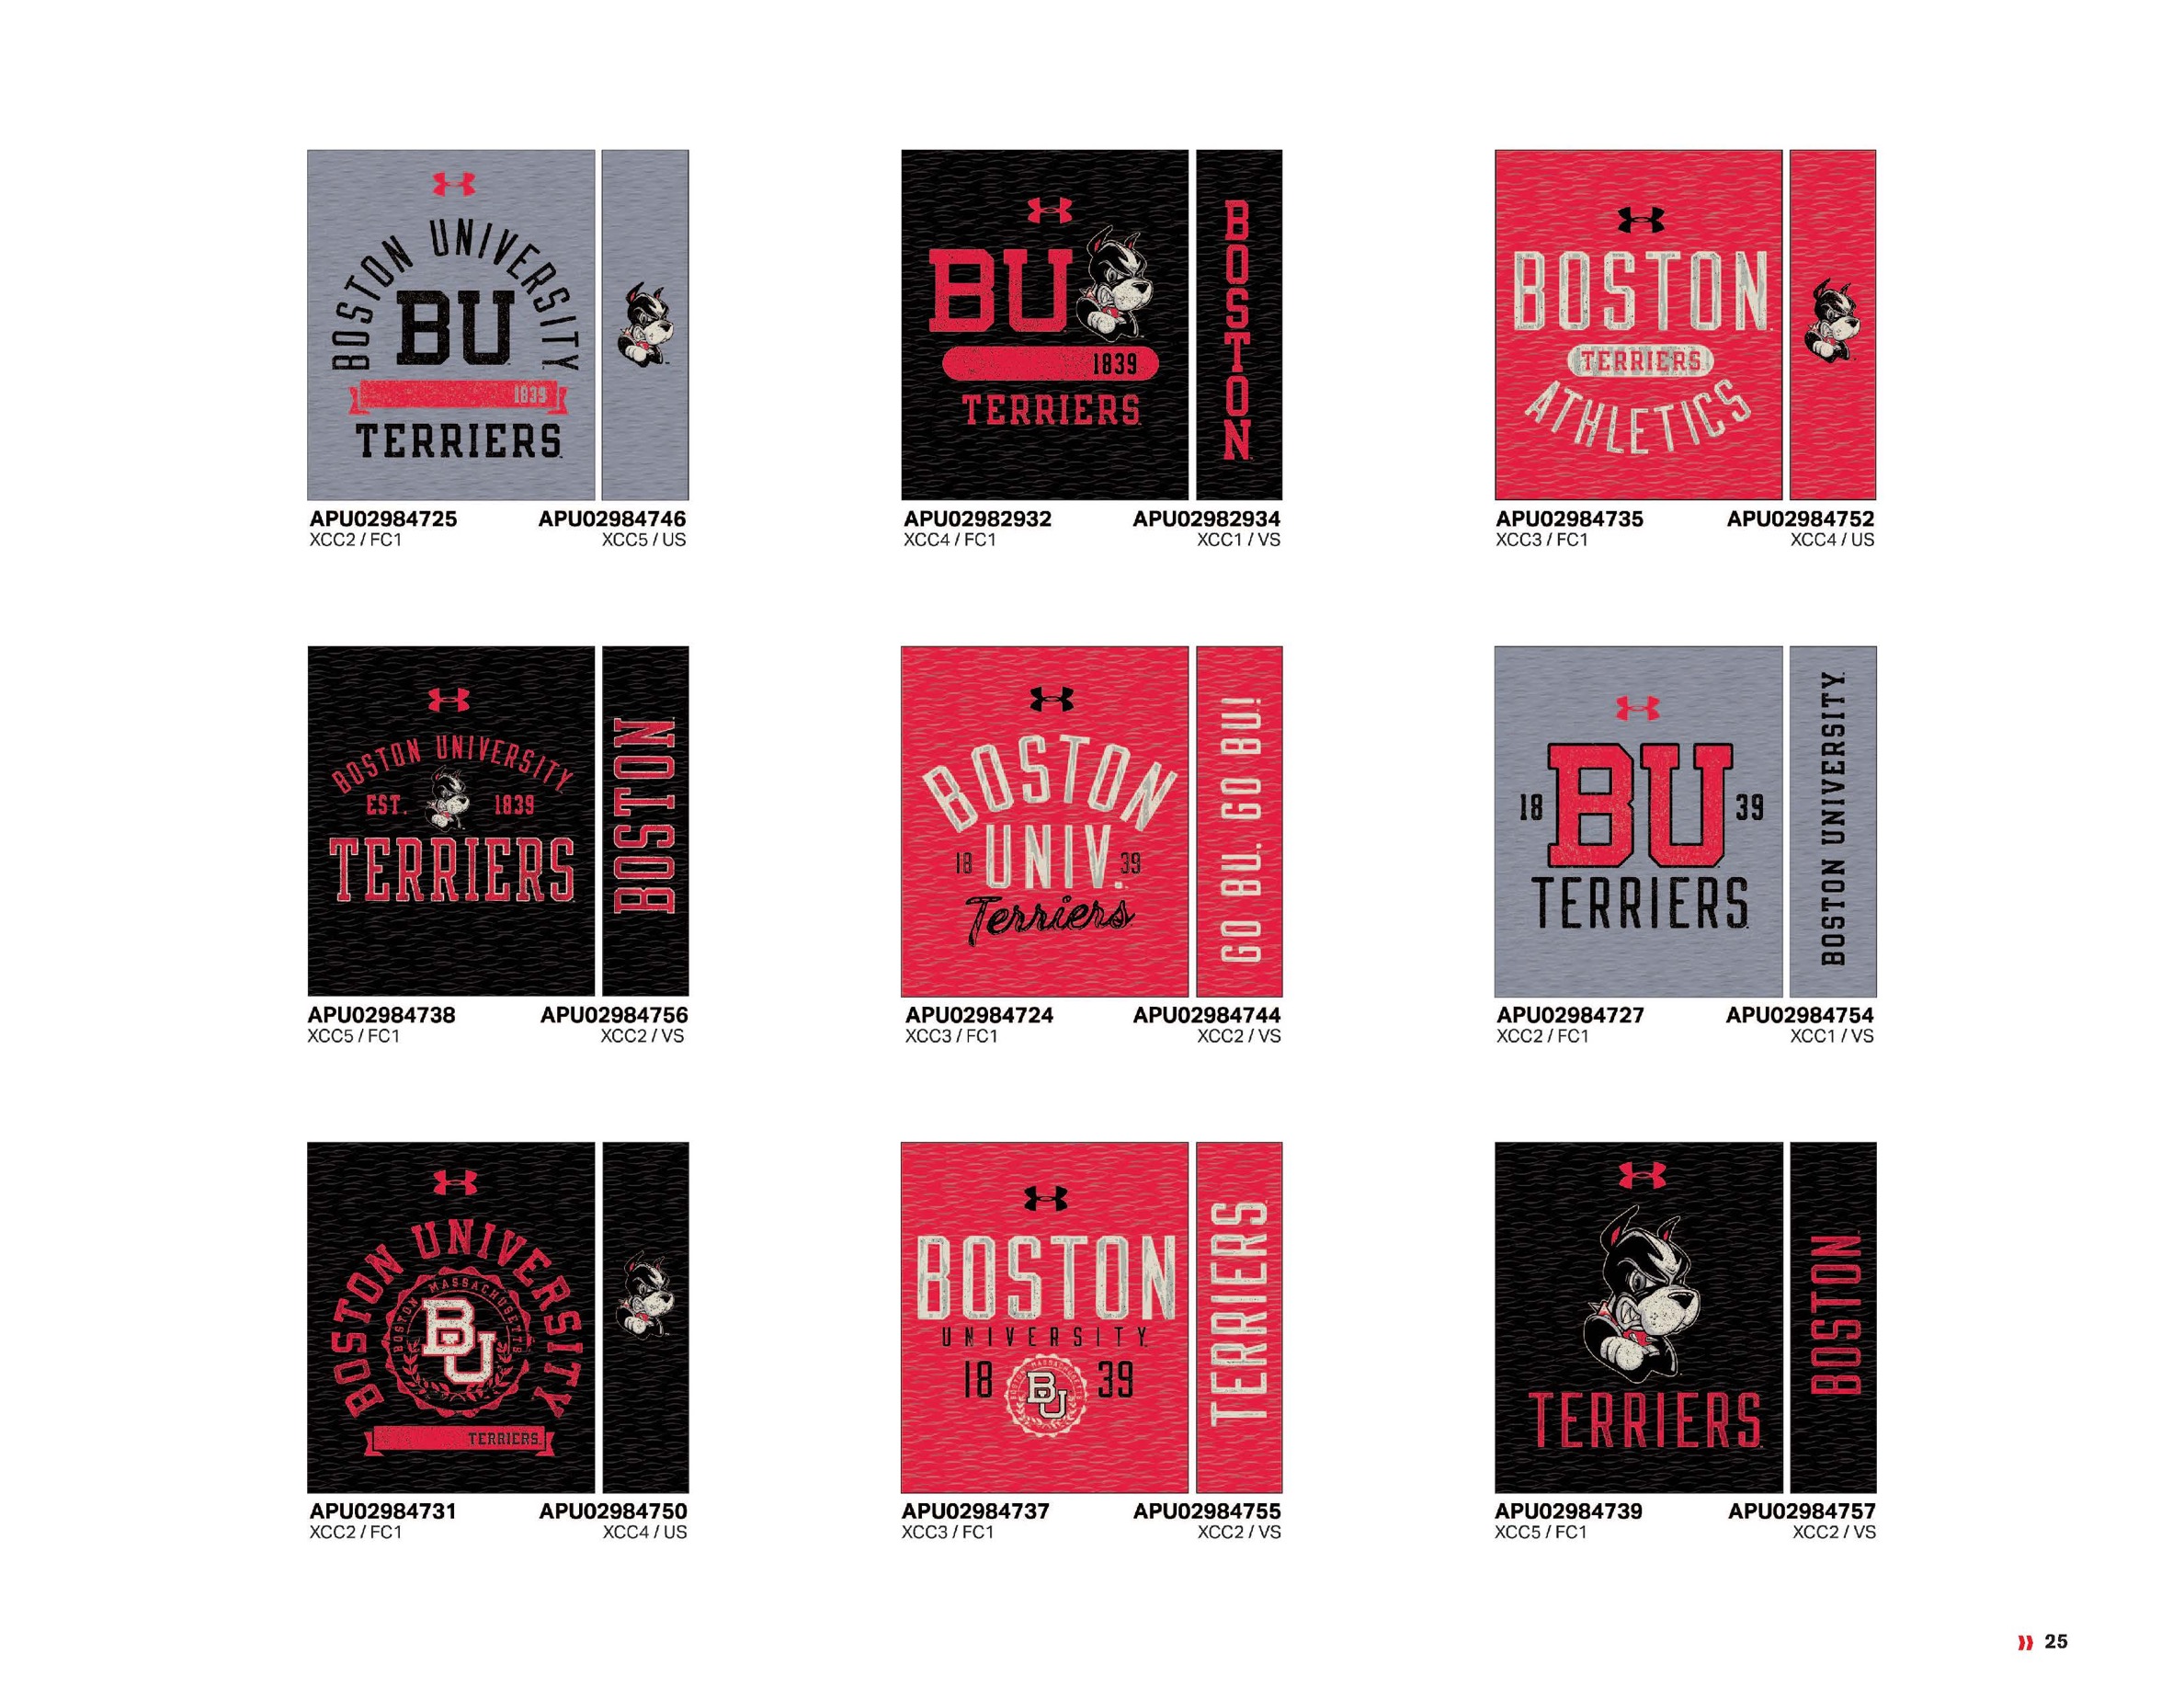 BOSTON UNIVERSITY
BU
1839
TERRIERS
APU02984725
XCC2 / FC1
APU02984746
XCC5 / US
BU
1839
TERRIERS
BOSTON
APU02982932
XCC4 / FC1
APU02982934
XCC1 / VS
BOSTON
TERRIERS
ATHLETICS
APU02984735
XCC3 / FC1
APU02984752
XCC4 / US
BOSTON UNIVERSITY
EST. 1839
TERRIERS
BOSTON
APU02984738
XCC5 / FC1
APU02984756
XCC2 / VS
BOSTON
18 UNIV. 39
Terriers
GO BU. GO BU!
APU02984724
XCC3 / FC1
APU02984744
XCC2 / VS
18 BU 39
TERRIERS
BOSTON UNIVERSITY
APU02984727
XCC2 / FC1
APU02984754
XCC1 / VS
BOSTON UNIVERSITY
BOSTON MASSACHUSETTS
BU
TERRIERS
APU02984731
XCC2 / FC1
APU02984750
XCC4 / US
BOSTON
UNIVERSITY
18 39
BOSTON MASSACHUSETTS
BU
TERRIERS
APU02984737
XCC3 / FC1
APU02984755
XCC2 / VS
TERRIERS
BOSTON
APU02984739
XCC5 / FC1
APU02984757
XCC2 / VS
25